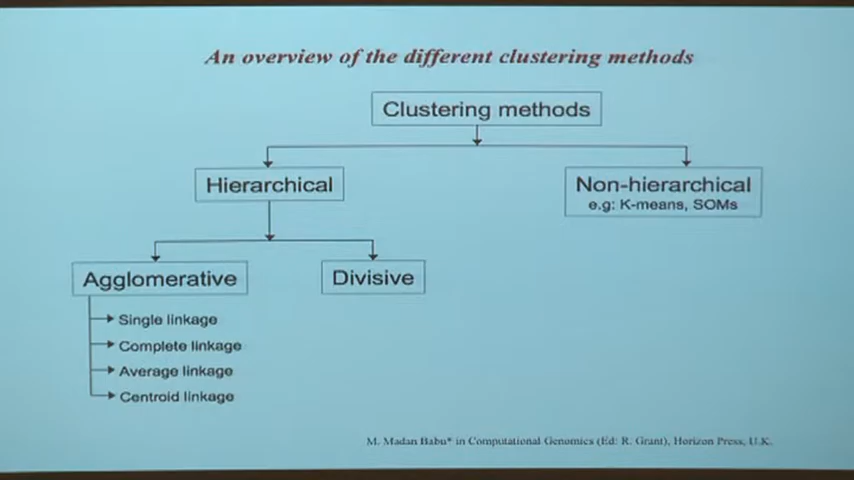 An overview of the different clustering methods
Clustering methods
Hierarchical
Non-hierarchical
e.g: K-means, SOMs
Agglomerative
Divisive
Single linkage
Complete linkage
Average linkage
Centroid linkage
M. Madan Babu* in Computational Genomics (Ed: R. Grant), Horizon Press, U.K.